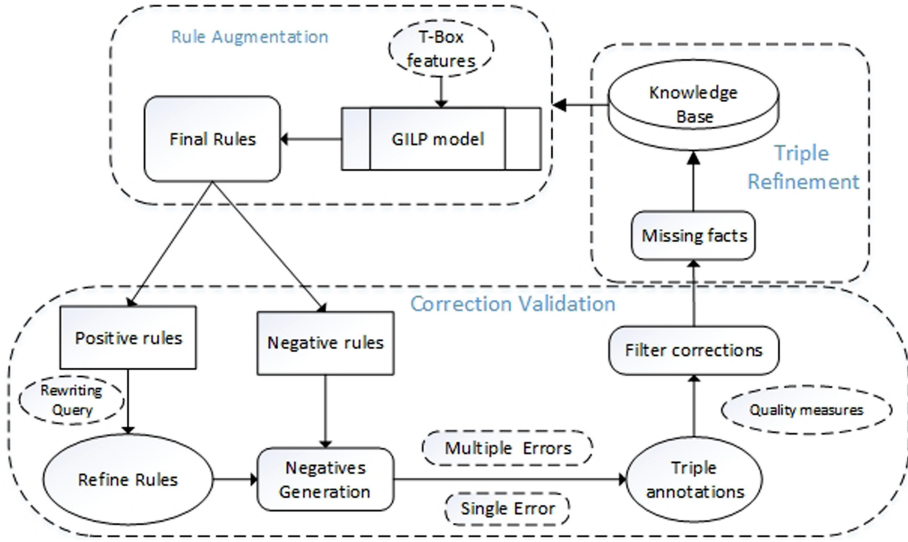 Rule Augmentation
T-Box
features
Final Rules
GILP model
Knowledge
Base
Triple
Refinement
Missing facts
Correction Validation
Positive rules
Negative rules
Filter corrections
Rewriting
Query
Quality measures
Refine Rules
Negatives
Generation
Multiple Errors
Single Error
Triple
annotations